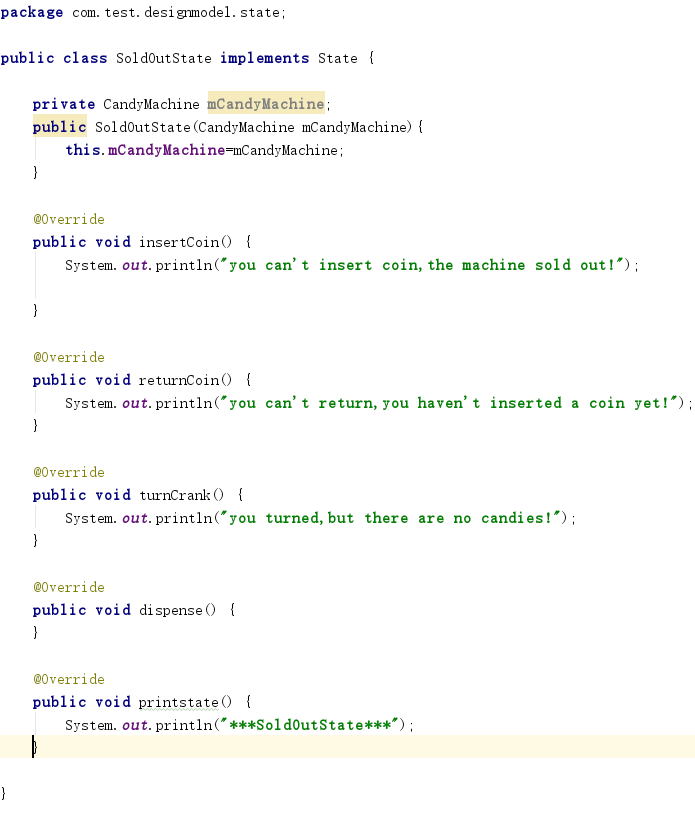 package com.test.designmodel.state;
public class SoldOutState implements State {
private CandyMachine mCandyMachine;
public SoldOutState(CandyMachine mCandyMachine){
this.mCandyMachine=mCandyMachine;
}
@Override
public void insertCoin() {
System.out.println("you can't insert coin,the machine sold out!");
}
@Override
public void returnCoin() {
System.out.println("you can't return,you haven't inserted a coin yet!");
}
@Override
public void turnCrank() {
System.out.println("you turned,but there are no candies!");
}
@Override
public void dispense() {
}
@Override
public void printstate() {
System.out.println("***SoldOutState***");
}
}